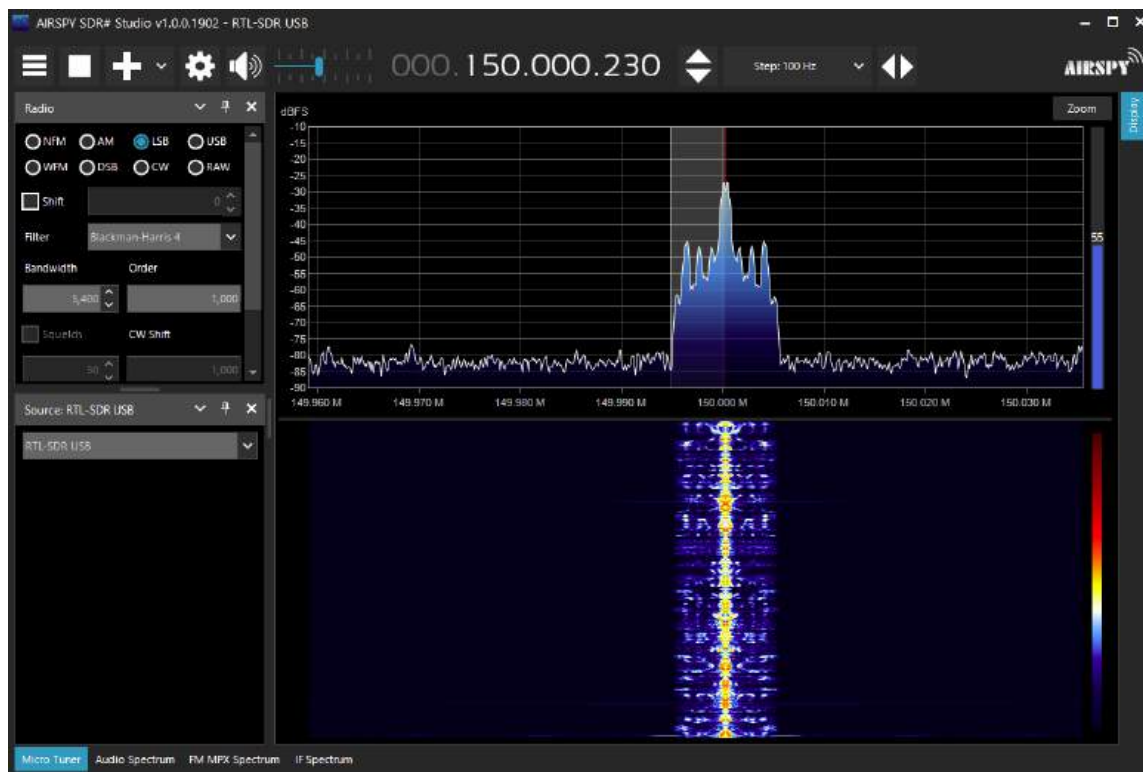 AIRSPY SDR# Studio v1.0.0.1902 - RTL-SDR USB
000.150.000.230
Step: 100 Hz
AIRSPY
Radio
NFM AM LSB USB
WFM DSB CW RAW
Shift 0
Filter Blackman-Harris 4
Bandwidth Order
5,400 1,000
Squelch CW Shift
50 1,000
Source: RTL-SDR USB
RTL-SDR USB
dBFS
Zoom
Display
-10
-15
-20
-25
-30
-35
-40
-45
-50
-55
-60
-65
-70
-75
-80
-85
-90
55
149.960 M 149.970 M 149.980 M 149.990 M 150.000 M 150.010 M 150.020 M 150.030 M
Micro Tuner Audio Spectrum FM MPX Spectrum IF Spectrum